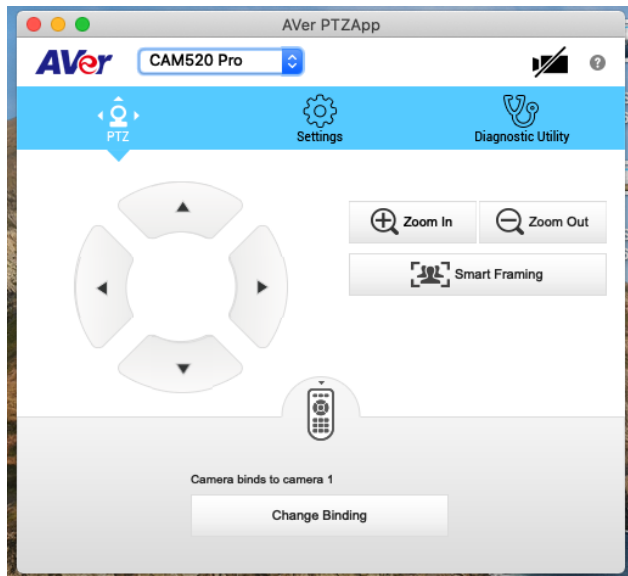 AVer PTZApp
AVer
CAM520 Pro
?
PTZ
Settings
Diagnostic Utility
Zoom In
Zoom Out
Smart Framing
Camera binds to camera 1
Change Binding